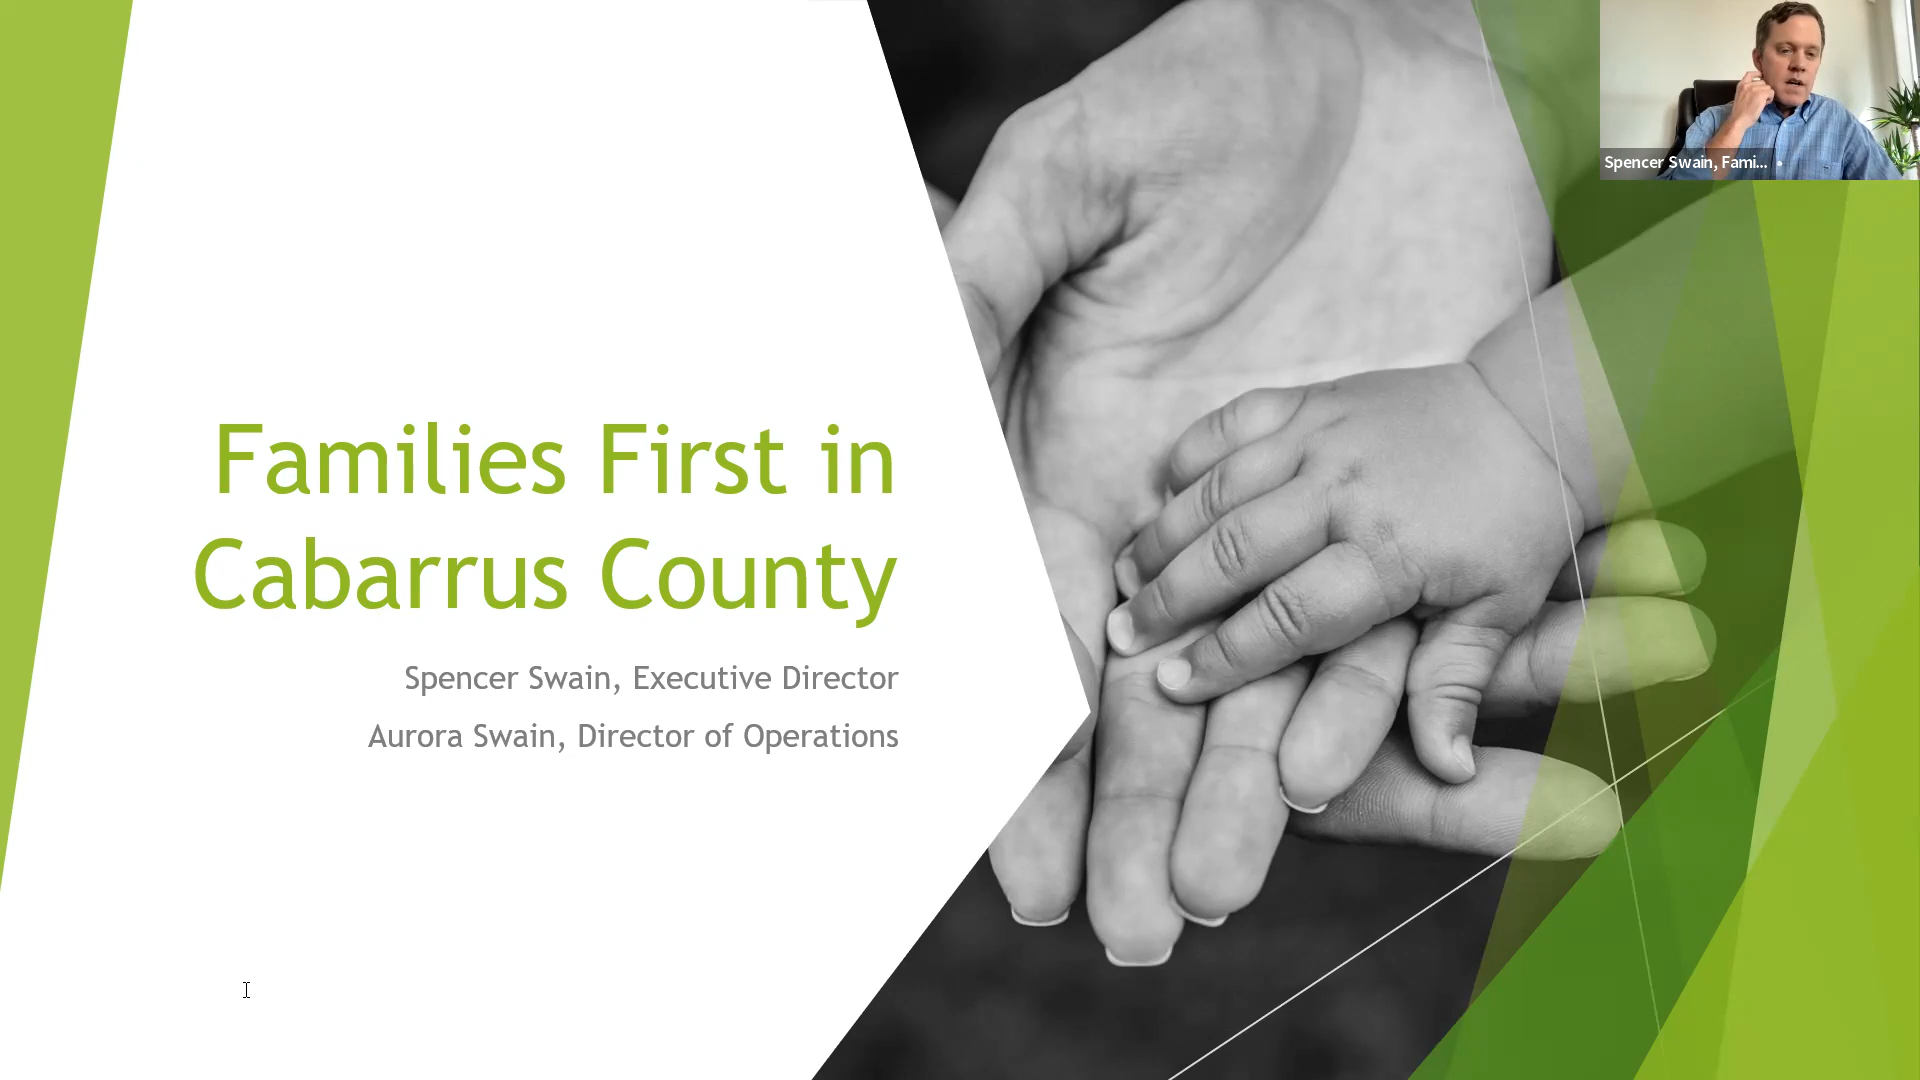 Families First in
Cabarrus County
Spencer Swain, Executive Director
Aurora Swain, Director of Operations
Spencer Swain, Fami...